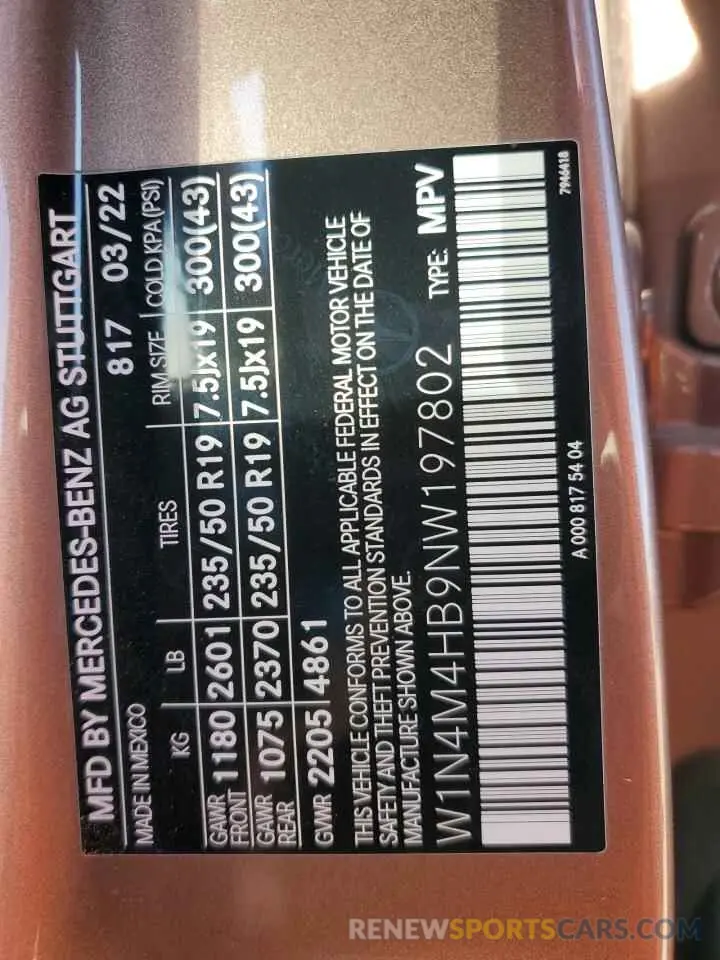 MFD BY MERCEDES-BENZ AG STUTTGART
MADE IN MEXICO 817 03/22
KG LB TIRES RIM SIZE COLD KPA (PSI)
GAWR FRONT 1180 2601 235/50 R19 7.5Jx19 300(43)
GAWR REAR 1075 2370 235/50 R19 7.5Jx19 300(43)
GVWR 2205 4861
THIS VEHICLE CONFORMS TO ALL APPLICABLE FEDERAL MOTOR VEHICLE
SAFETY AND THEFT PREVENTION STANDARDS IN EFFECT ON THE DATE OF
MANUFACTURE SHOWN ABOVE.
W1N4M4HB9NW197802 TYPE: MPV
A 000 817 54 04
7946418
RENEWSPORTSCARS.COM